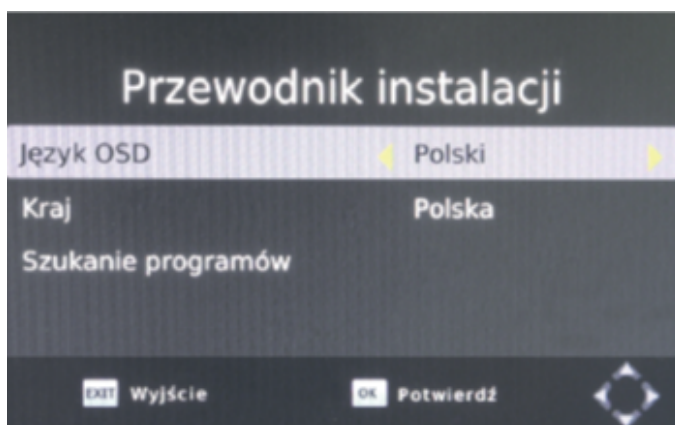 Przewodnik instalacji
Język OSD Polski
Kraj Polska
Szukanie programów
EXIT Wyjście OK Potwierdź